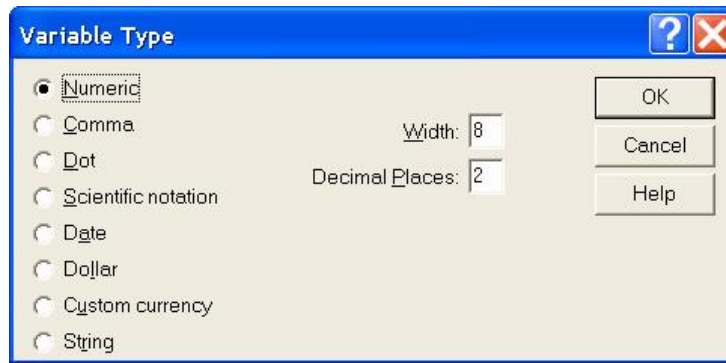 Variable Type
Numeric
Comma
Dot
Scientific notation
Date
Dollar
Custom currency
String
Width: 8
Decimal Places: 2
OK
Cancel
Help